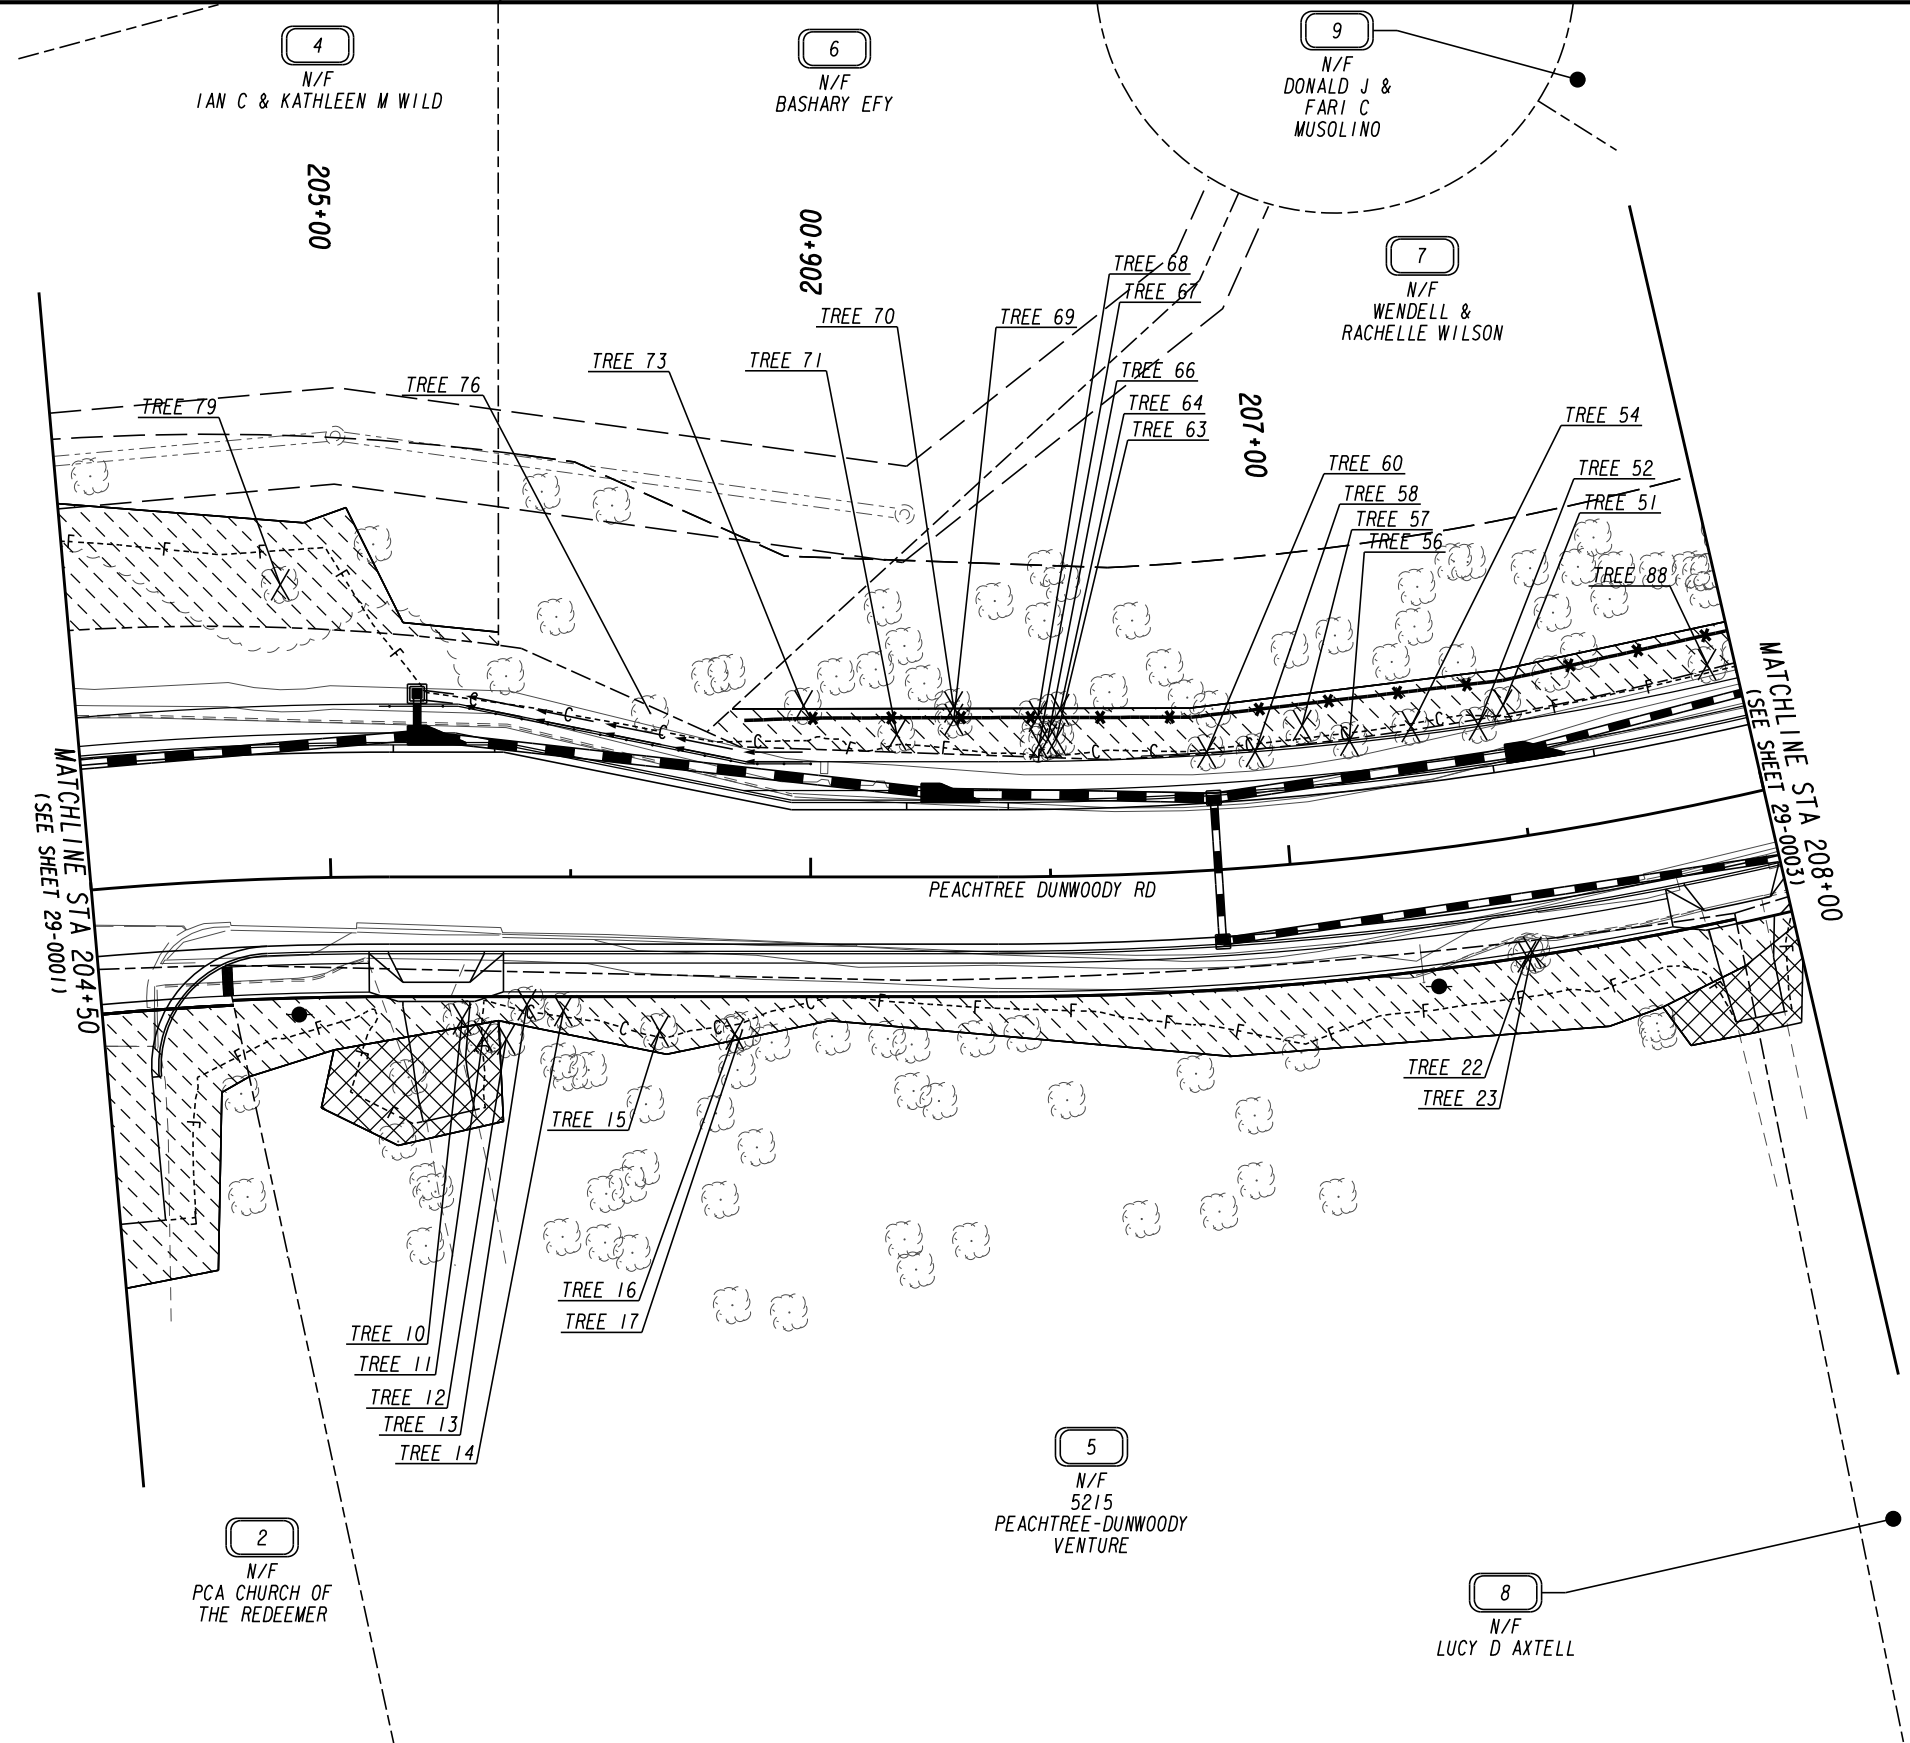 4
N/F
IAN C & KATHLEEN M WILD
6
N/F
BASHARY EFY
9
N/F
DONALD J &
FARI C
MUSOLINO
7
N/F
WENDELL &
RACHELLE WILSON
205+00
206+00
207+00
TREE 68
TREE 67
TREE 70
TREE 69
TREE 73
TREE 71
TREE 66
TREE 76
TREE 64
TREE 79
TREE 63
TREE 54
TREE 60
TREE 52
TREE 58
TREE 51
TREE 57
TREE 56
TREE 88
F
F
F
F
F
C
C
C
C
F
F
C
C
C
C
C
F
F
MATCHLINE STA 204+50
(SEE SHEET 29-0001)
MATCHLINE STA 208+00
(SEE SHEET 29-0003)
PEACHTREE DUNWOODY RD
F
F
F
F
F
F
C
C
C
C
F
F
F
F
F
F
F
F
F
F
TREE 22
TREE 23
TREE 15
TREE 16
TREE 17
TREE 10
TREE 11
TREE 12
TREE 13
TREE 14
5
N/F
5215
PEACHTREE-DUNWOODY
VENTURE
2
N/F
PCA CHURCH OF
THE REDEEMER
8
N/F
LUCY D AXTELL